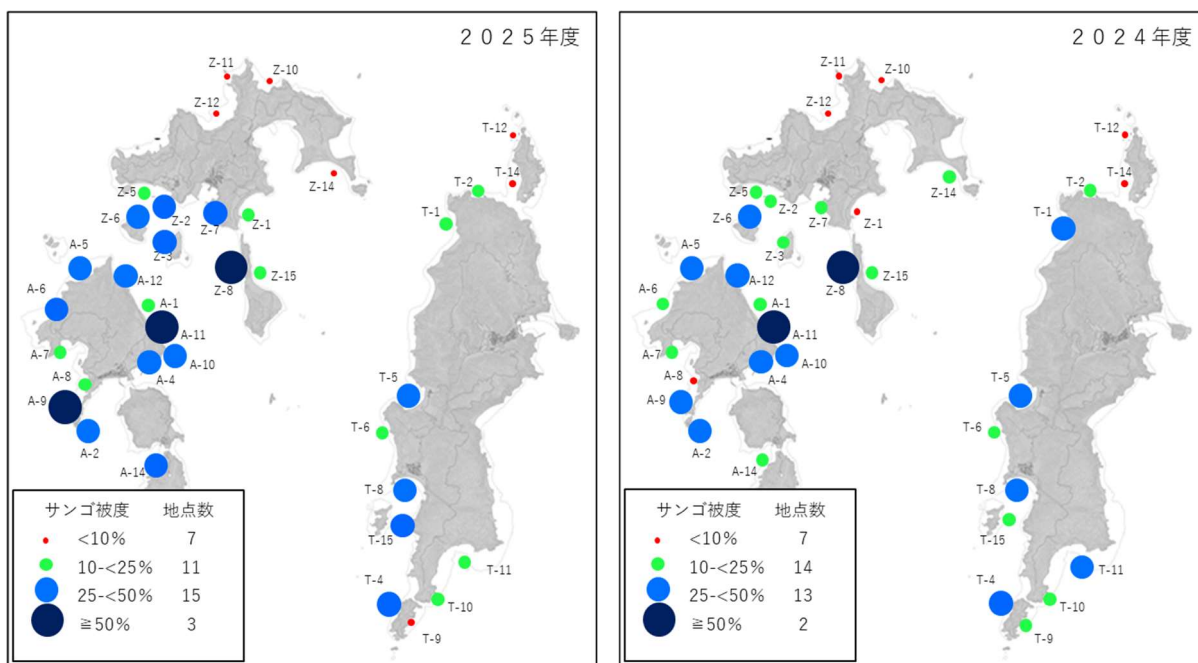 ２０２５年度
Z-11
Z-10
Z-12
T-12
Z-14
T-14
Z-5
T-2
Z-2
Z-6
Z-7
Z-1
T-1
A-5
Z-3
A-12
Z-15
Z-8
A-6
A-1
A-11
A-7
A-10
A-4
A-8
T-5
A-9
T-6
A-2
A-14
T-8
T-15
T-11
T-4
T-10
T-9
サンゴ被度 地点数
<10% 7
10-<25% 11
25-<50% 15
≧50% 3
２０２４年度
Z-11
Z-10
Z-12
T-12
Z-14
T-14
Z-5
T-2
Z-2
Z-6
Z-7
Z-1
T-1
A-5
Z-3
A-12
Z-15
Z-8
A-6
A-1
A-11
A-7
A-10
A-4
A-8
T-5
A-9
T-6
A-2
A-14
T-8
T-15
T-11
T-4
T-10
T-9
サンゴ被度 地点数
<10% 7
10-<25% 14
25-<50% 13
≧50% 2